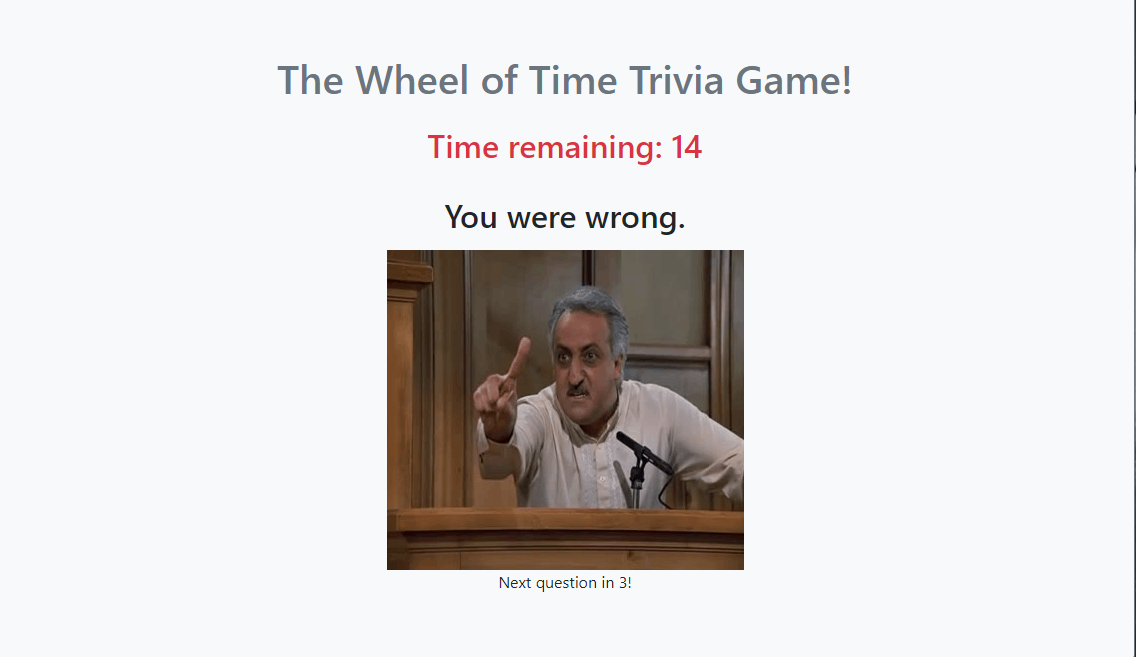 The Wheel of Time Trivia Game!
Time remaining: 14
You were wrong.
Next question in 3!